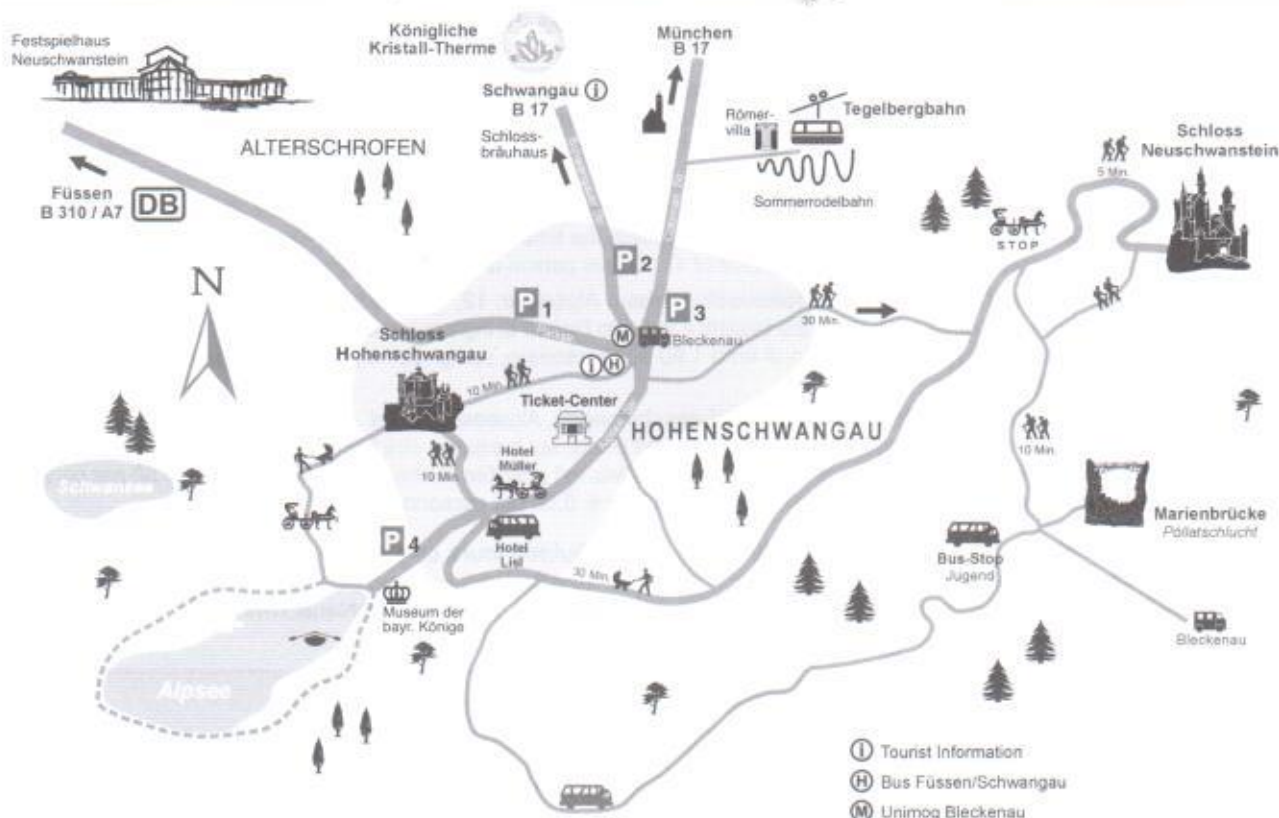 Festspielhaus
Neuschwanstein
Königliche
Kristall-Therme
München
B 17
Schwangau i
B 17
Schloss-
bräuhaus
Römer-
villa
Tegelbergbahn
Sommerrodelbahn
Schloss
Neuschwanstein
5 Min.
ALTERSCHROFEN
Füssen
B 310 / A7 DB
STOP
N
P 2
P 1
P 3
30 Min.
M
Bleckenau
Schloss
Hohenschwangau
i H
10 Min.
Ticket-Center
HOHENSCHWANGAU
Hotel
Müller
10 Min.
10 Min.
Schwansee
P 4
Hotel
Lisl
30 Min.
Marienbrücke
Pöllatschlucht
Bus-Stop
Jugend
Museum der
bayr. Könige
Bleckenau
Alpsee
i Tourist Information
H Bus Füssen/Schwangau
M Unimog Bleckenau